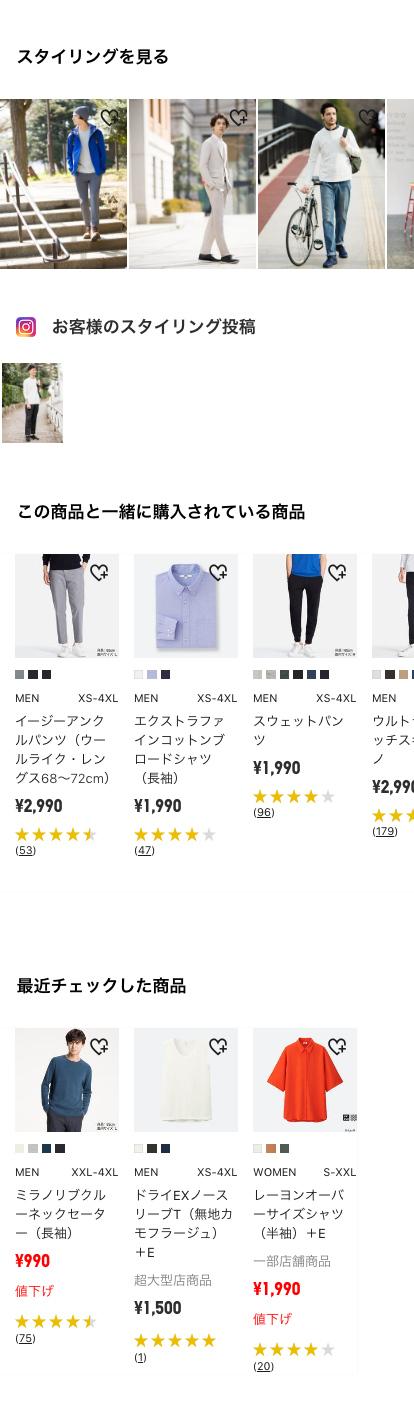 スタイリングを見る
お客様のスタイリング投稿
この商品と一緒に購入されている商品
MEN XS-4XL
イージーアンク
ルパンツ（ウー
ルライク・レン
グス68〜72cm）
¥2,990
(53)
MEN XS-4XL
エクストラファ
インコットンブ
ロードシャツ
（長袖）
¥1,990
(47)
MEN XS-4XL
スウェットパン
ツ
¥1,990
(96)
MEN
ウルト
ッチス
ノ
¥2,990
(179)
最近チェックした商品
MEN XXL-4XL
ミラノリブクル
ーネックセータ
ー（長袖）
¥990
値下げ
(75)
MEN XS-4XL
ドライEXノース
リーブT（無地カ
モフラージュ）
＋E
超大型店商品
¥1,500
(1)
WOMEN S-XXL
レーヨンオーバ
ーサイズシャツ
（半袖）＋E
一部店舗商品
¥1,990
値下げ
(20)